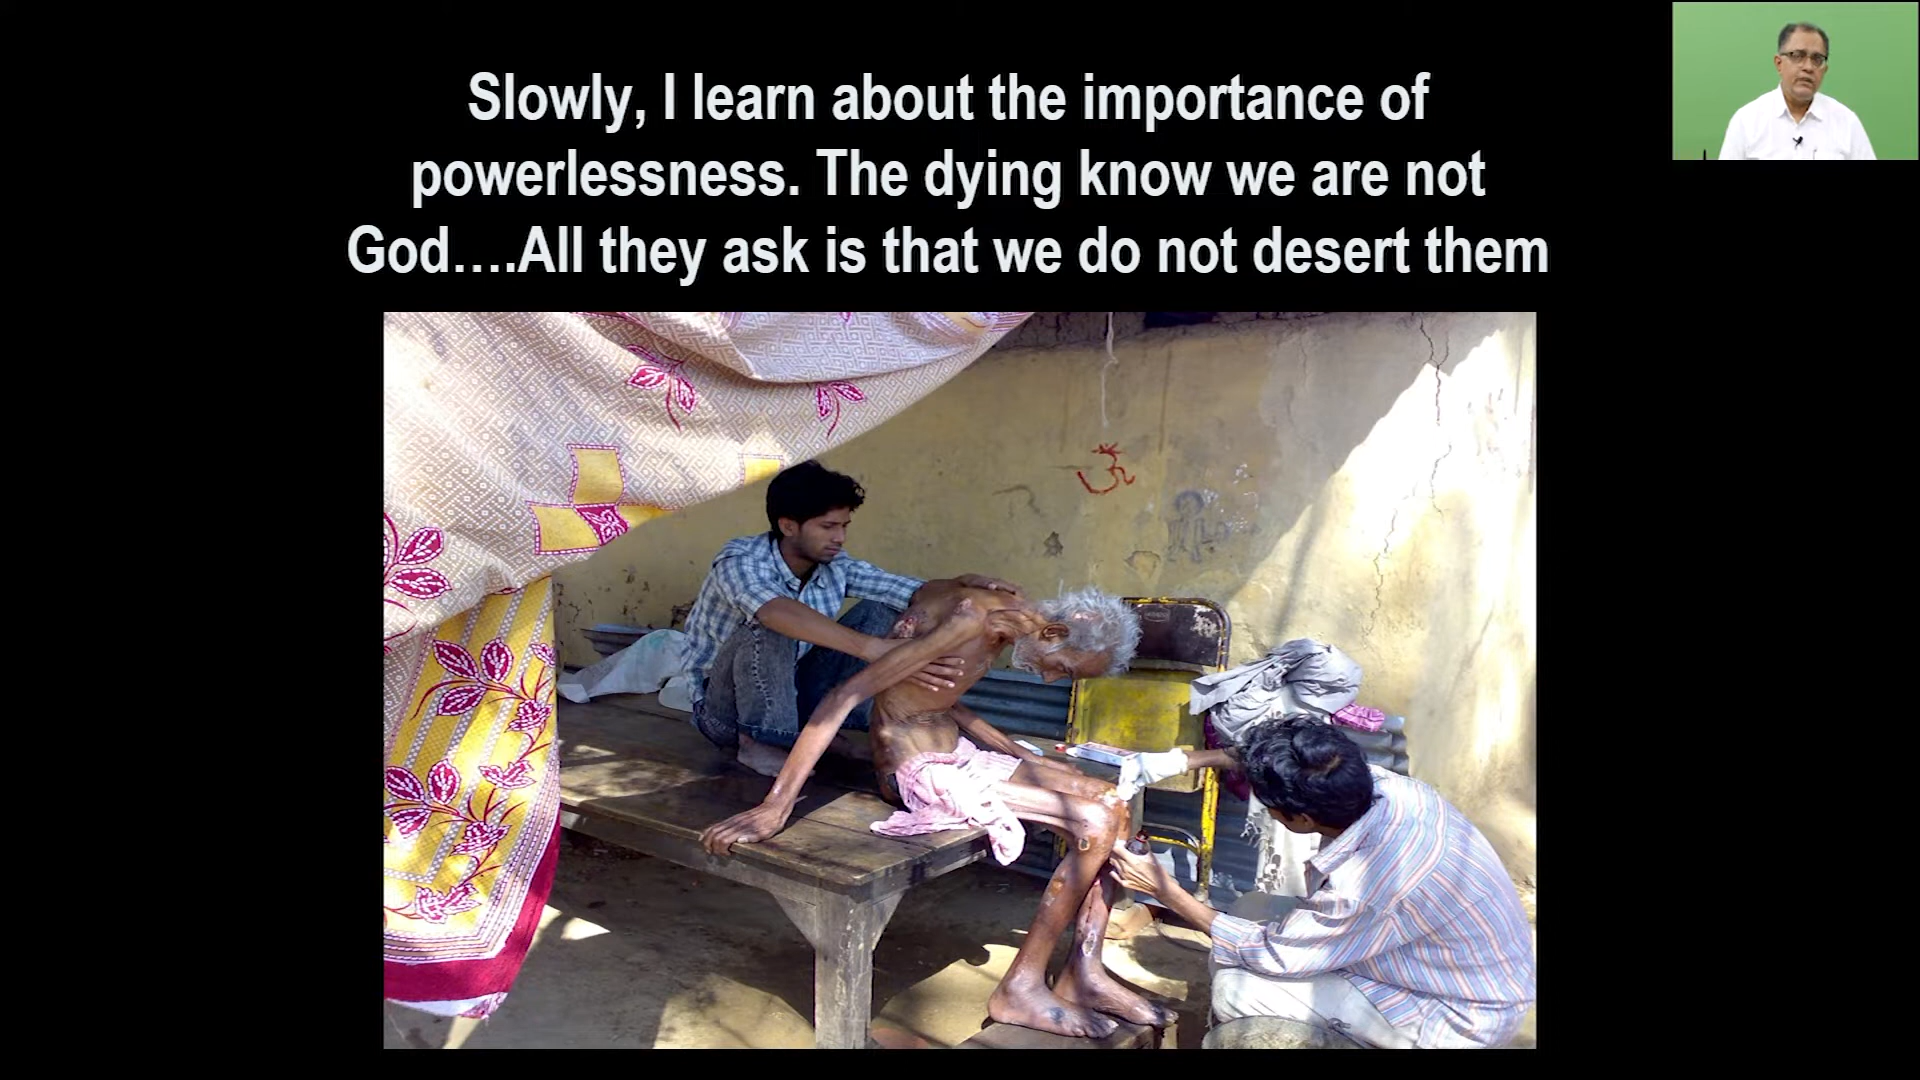 Slowly, I learn about the importance of
powerlessness. The dying know we are not
God….All they ask is that we do not desert them
ॐ